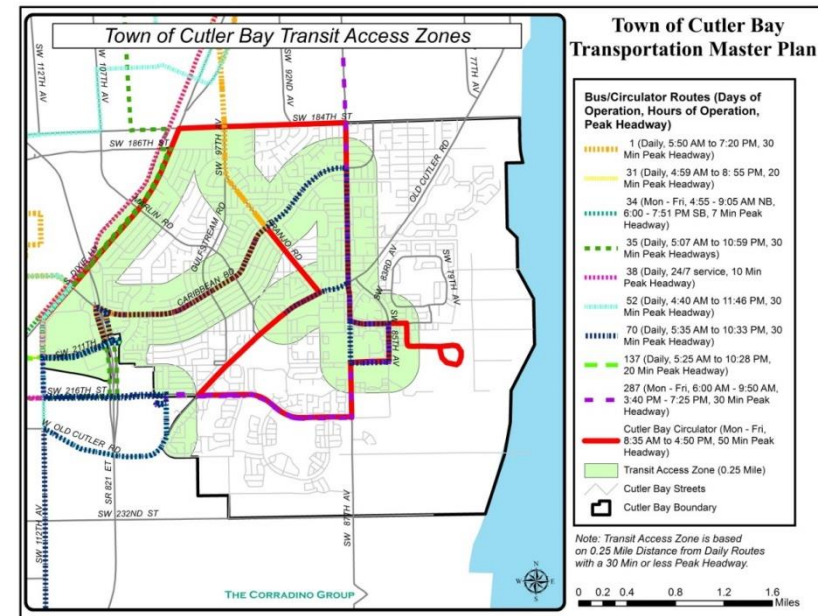 Town of Cutler Bay Transit Access Zones
Town of Cutler Bay
Transportation Master Plan
SW 112TH AV
SW 107TH AV
SW 97TH AV
SW 92ND AV
SW 77TH AV
SW 184TH ST
SW 186TH ST
OLD CUTLER RD
MARLIN RD
GULFSTREAM RD
FRANJO RD
S DIXIE HY
CARIBBEAN RD
SW 83RD AV
SW 79TH AV
SW 85TH AV
SW 211TH
SW 216TH ST
W OLD CUTLER RD
SR 821 ET
SW 112TH AV
SW 87TH AV
SW 232ND ST
THE CORRADINO GROUP
N
W E
S
Bus/Circulator Routes (Days of
Operation, Hours of Operation,
Peak Headway)
1 (Daily, 5:50 AM to 7:20 PM, 30
Min Peak Headway)
31 (Daily, 4:59 AM to 8: 55 PM, 20
Min Peak Headway)
34 (Mon - Fri, 4:55 - 9:05 AM NB,
6:00 - 7:51 PM SB, 7 Min Peak
Headway)
35 (Daily, 5:07 AM to 10:59 PM, 30
Min Peak Headways)
38 (Daily, 24/7 service, 10 Min
Peak Headway)
52 (Daily, 4:40 AM to 11:46 PM, 30
Min Peak Headway)
70 (Daily, 5:35 AM to 10:33 PM, 30
Min Peak Headway)
137 (Daily, 5:25 AM to 10:28 PM,
20 Min Peak Headway)
287 (Mon - Fri, 6:00 AM - 9:50 AM,
3:40 PM - 7:25 PM, 30 Min Peak
Headway)
Cutler Bay Circulator (Mon - Fri,
8:35 AM to 4:50 PM, 50 Min Peak
Headway)
Transit Access Zone (0.25 Mile)
Cutler Bay Streets
Cutler Bay Boundary
Note: Transit Access Zone is based
on 0.25 Mile Distance from Daily Routes
with a 30 Min or less Peak Headway.
0 0.2 0.4 0.8 1.2 1.6
Miles